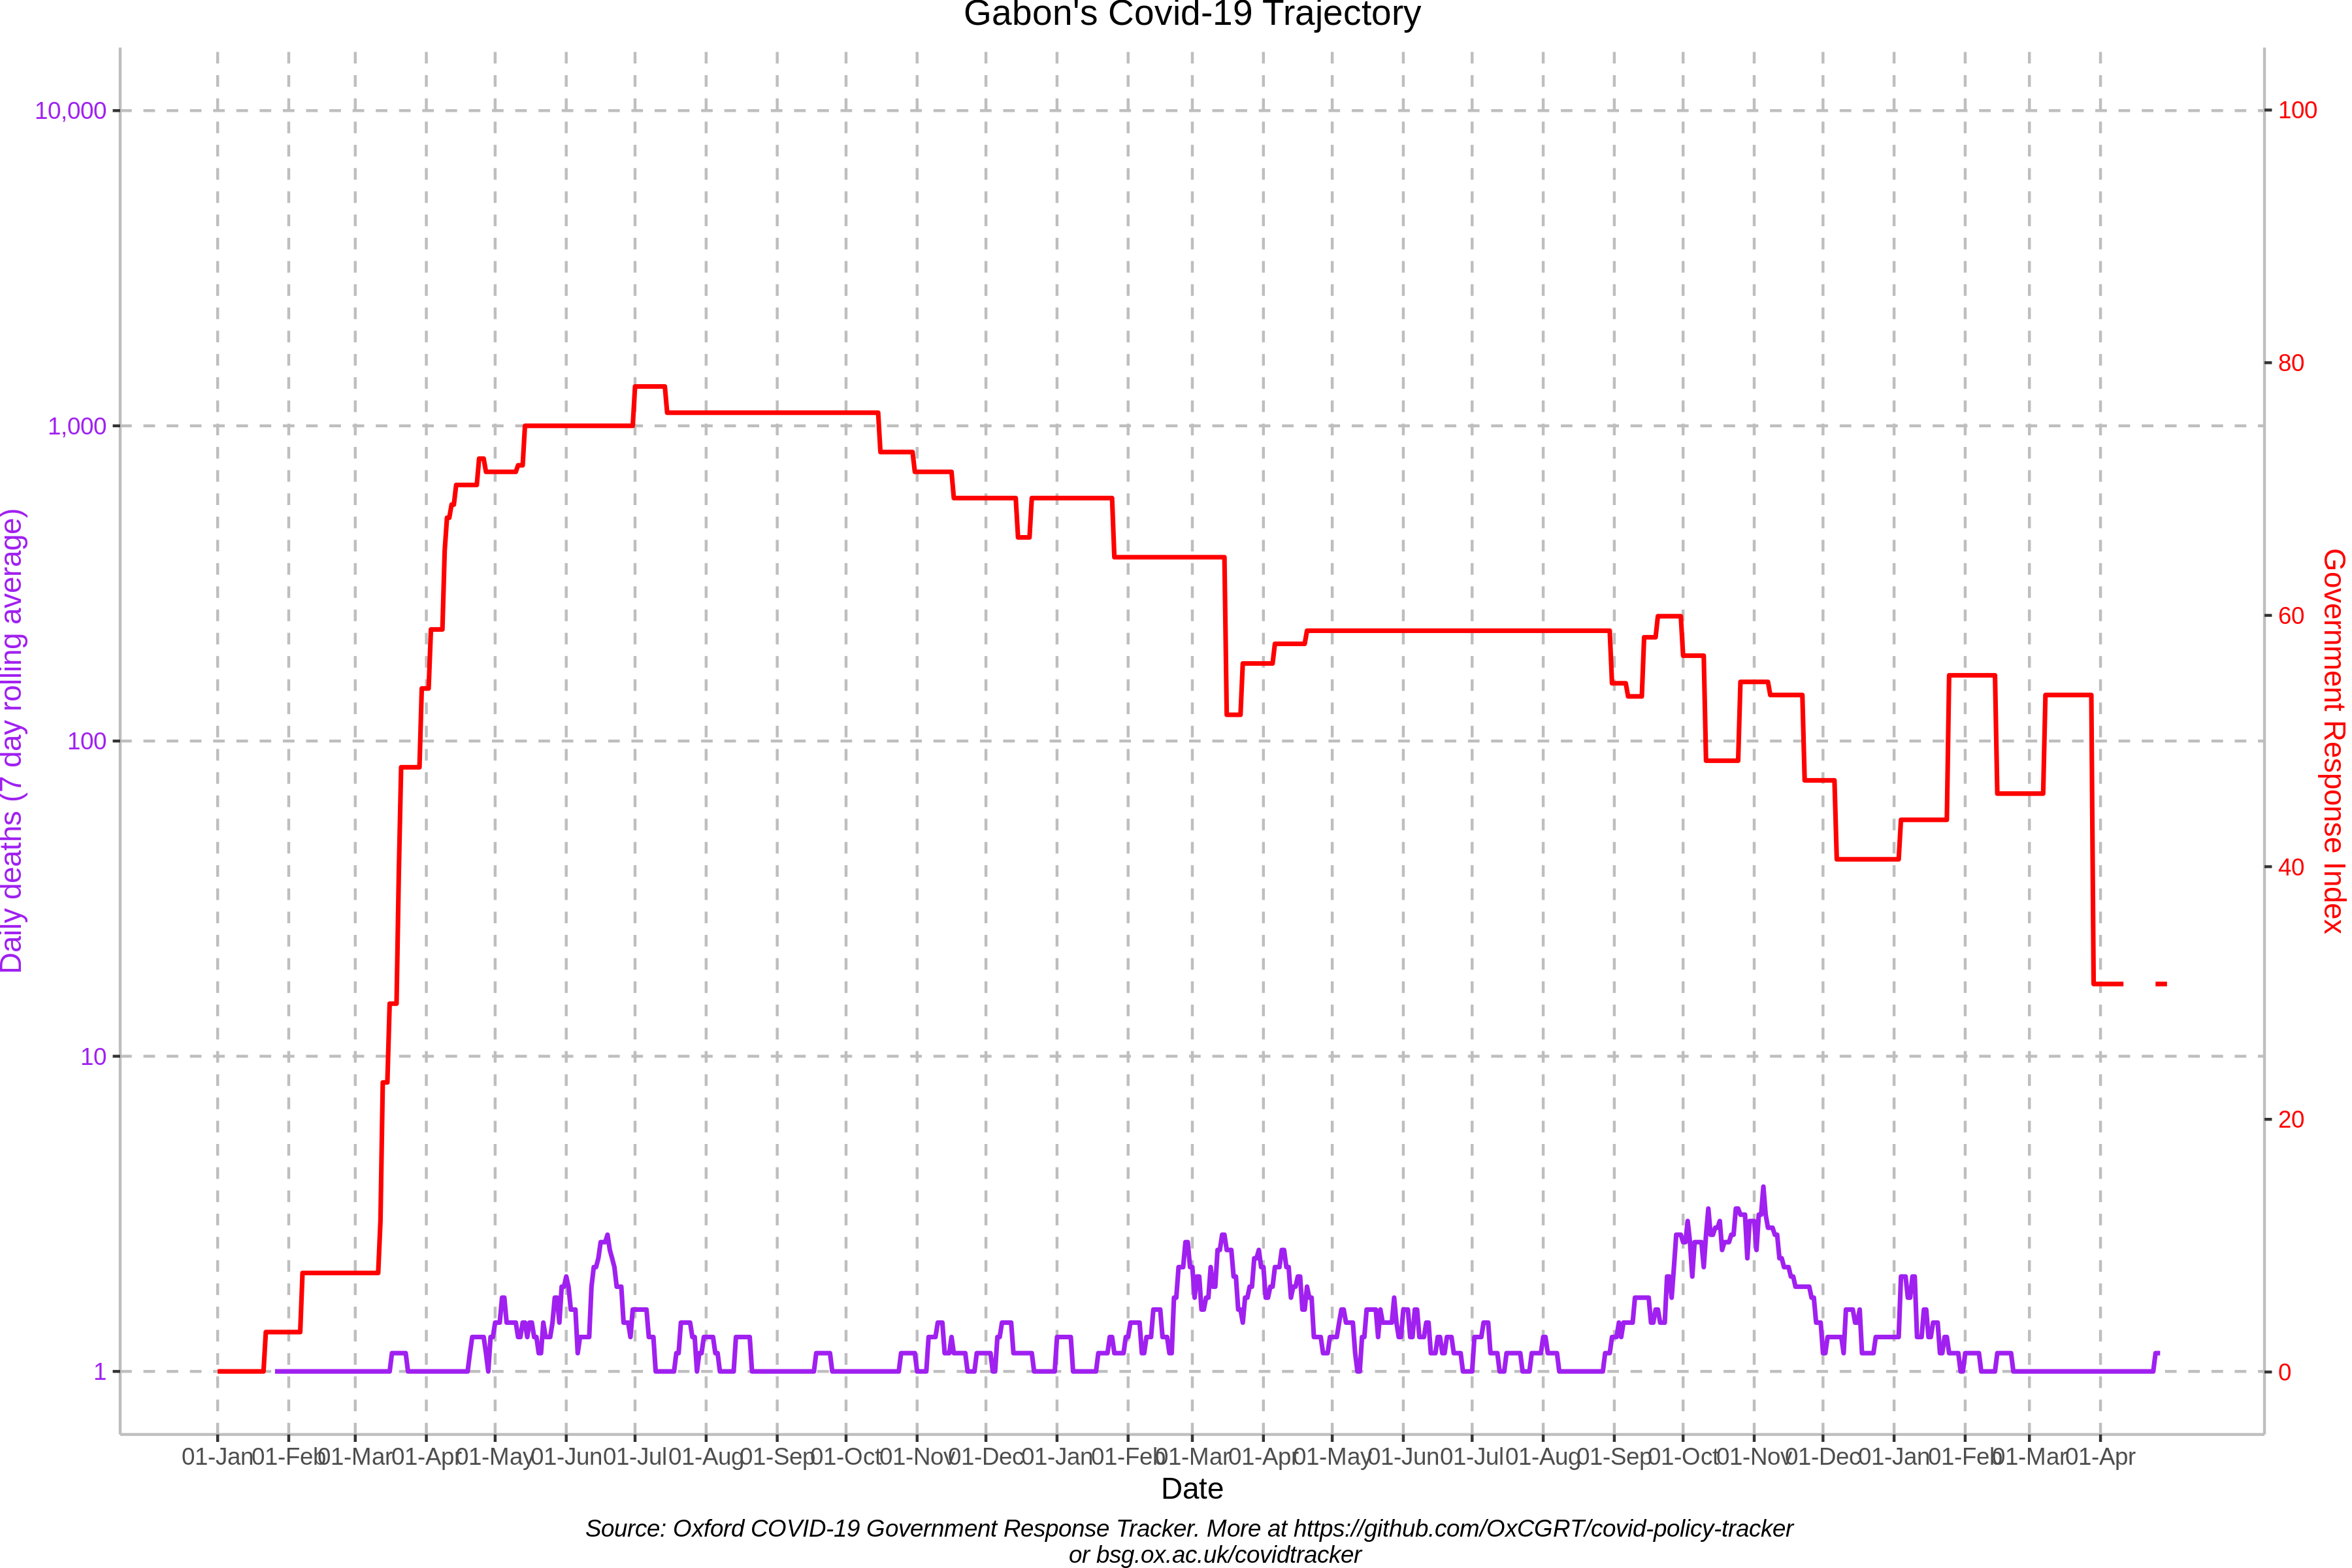 Gabon's Covid-19 Trajectory
10,000
1,000
100
10
1
Daily deaths (7 day rolling average)
100
80
60
40
20
0
Government Response Index
01-Jan 01-Feb 01-Mar 01-Apr 01-May 01-Jun 01-Jul 01-Aug 01-Sep 01-Oct 01-Nov 01-Dec 01-Jan 01-Feb 01-Mar 01-Apr 01-May 01-Jun 01-Jul 01-Aug 01-Sep 01-Oct 01-Nov 01-Dec 01-Jan 01-Feb 01-Mar 01-Apr
Date
Source: Oxford COVID-19 Government Response Tracker. More at https://github.com/OxCGRT/covid-policy-tracker
or bsg.ox.ac.uk/covidtracker